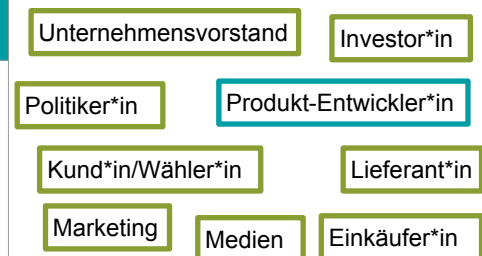 Unternehmensvorstand
Investor*in
Politiker*in
Produkt-Entwickler*in
Kund*in/Wähler*in
Lieferant*in
Marketing
Medien
Einkäufer*in